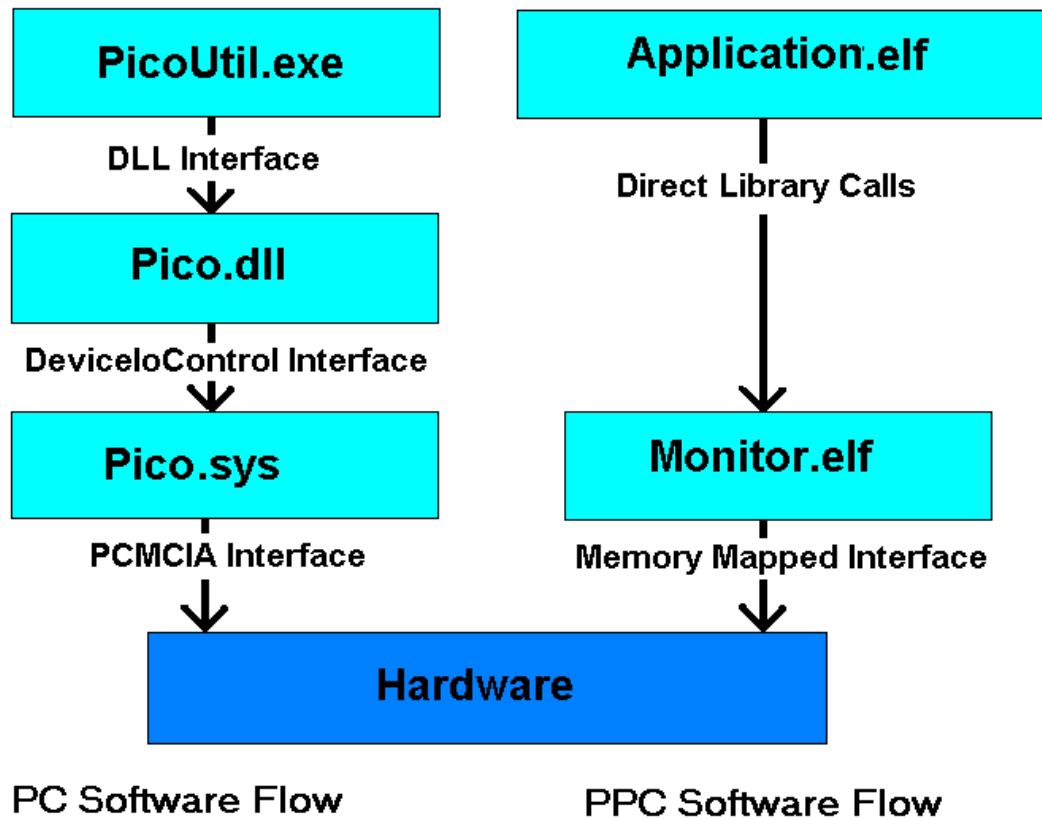 PicoUtil.exe
DLL Interface
Pico.dll
DeviceIoControl Interface
Pico.sys
PCMCIA Interface
Application.elf
Direct Library Calls
Monitor.elf
Memory Mapped Interface
Hardware
PC Software Flow
PPC Software Flow